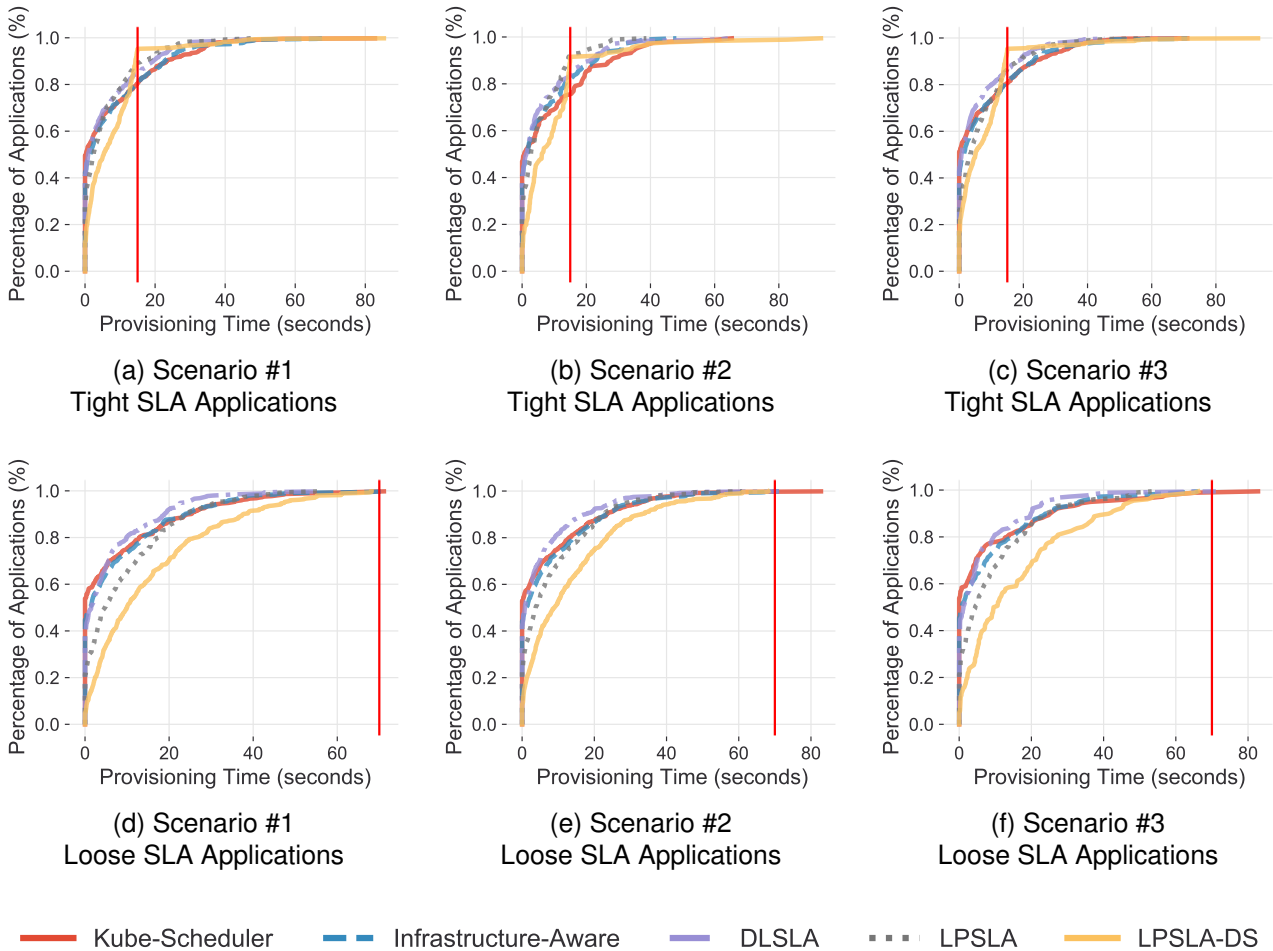 Percentage of Applications (%)
1.0
0.8
0.6
0.4
0.2
0.0
0 20 40 60 80
Provisioning Time (seconds)
(a) Scenario #1
Tight SLA Applications
Percentage of Applications (%)
1.0
0.8
0.6
0.4
0.2
0.0
0 20 40 60 80
Provisioning Time (seconds)
(b) Scenario #2
Tight SLA Applications
Percentage of Applications (%)
1.0
0.8
0.6
0.4
0.2
0.0
0 20 40 60 80
Provisioning Time (seconds)
(c) Scenario #3
Tight SLA Applications
Percentage of Applications (%)
1.0
0.8
0.6
0.4
0.2
0.0
0 20 40 60
Provisioning Time (seconds)
(d) Scenario #1
Loose SLA Applications
Percentage of Applications (%)
1.0
0.8
0.6
0.4
0.2
0.0
0 20 40 60 80
Provisioning Time (seconds)
(e) Scenario #2
Loose SLA Applications
Percentage of Applications (%)
1.0
0.8
0.6
0.4
0.2
0.0
0 20 40 60 80
Provisioning Time (seconds)
(f) Scenario #3
Loose SLA Applications
Kube-Scheduler Infrastructure-Aware DLSLA LPSLA LPSLA-DS